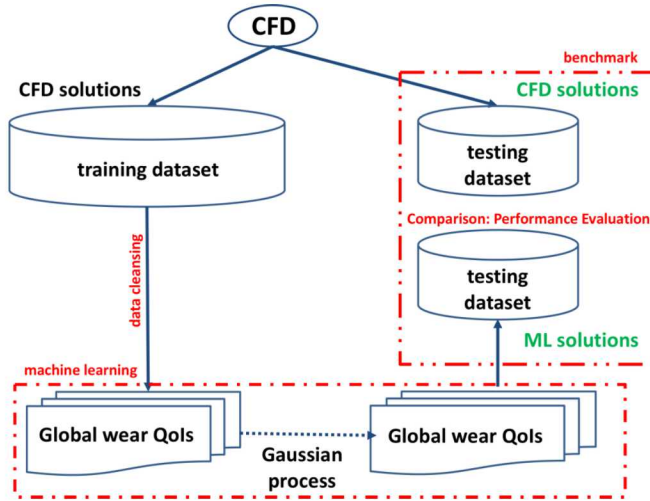 CFD
benchmark
CFD solutions
CFD solutions
training dataset
testing
dataset
Comparison: Performance Evaluation
testing
dataset
data cleansing
ML solutions
machine learning
Global wear QoIs
Gaussian
process
Global wear QoIs